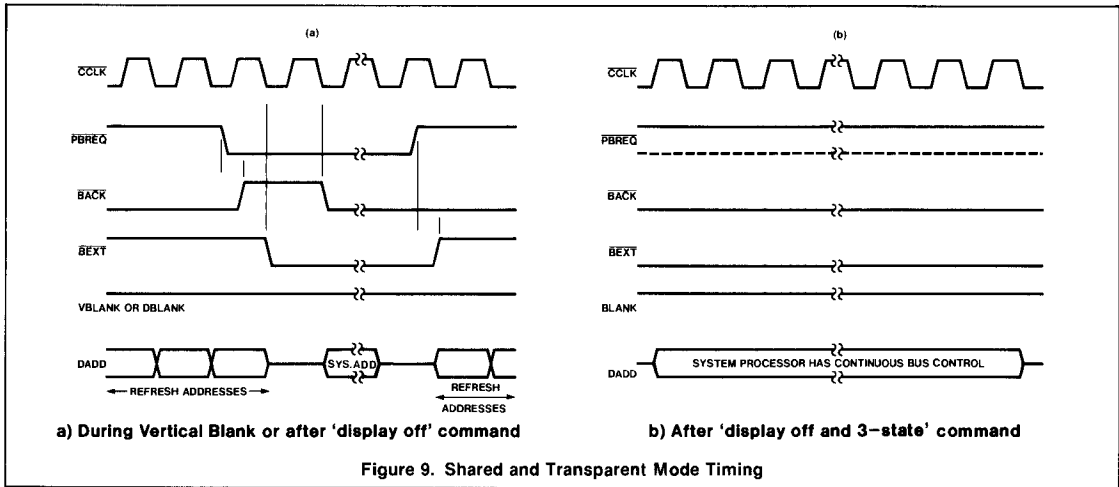 (a)
CCLK
PBREQ
BACK
BEXT
VBLANK OR DBLANK
DADD
SYS.ADD
REFRESH ADDRESSES
REFRESH
ADDRESSES
a) During Vertical Blank or after 'display off' command
(b)
CCLK
PBREQ
BACK
BEXT
BLANK
DADD
SYSTEM PROCESSOR HAS CONTINUOUS BUS CONTROL
b) After 'display off and 3-state' command
Figure 9. Shared and Transparent Mode Timing